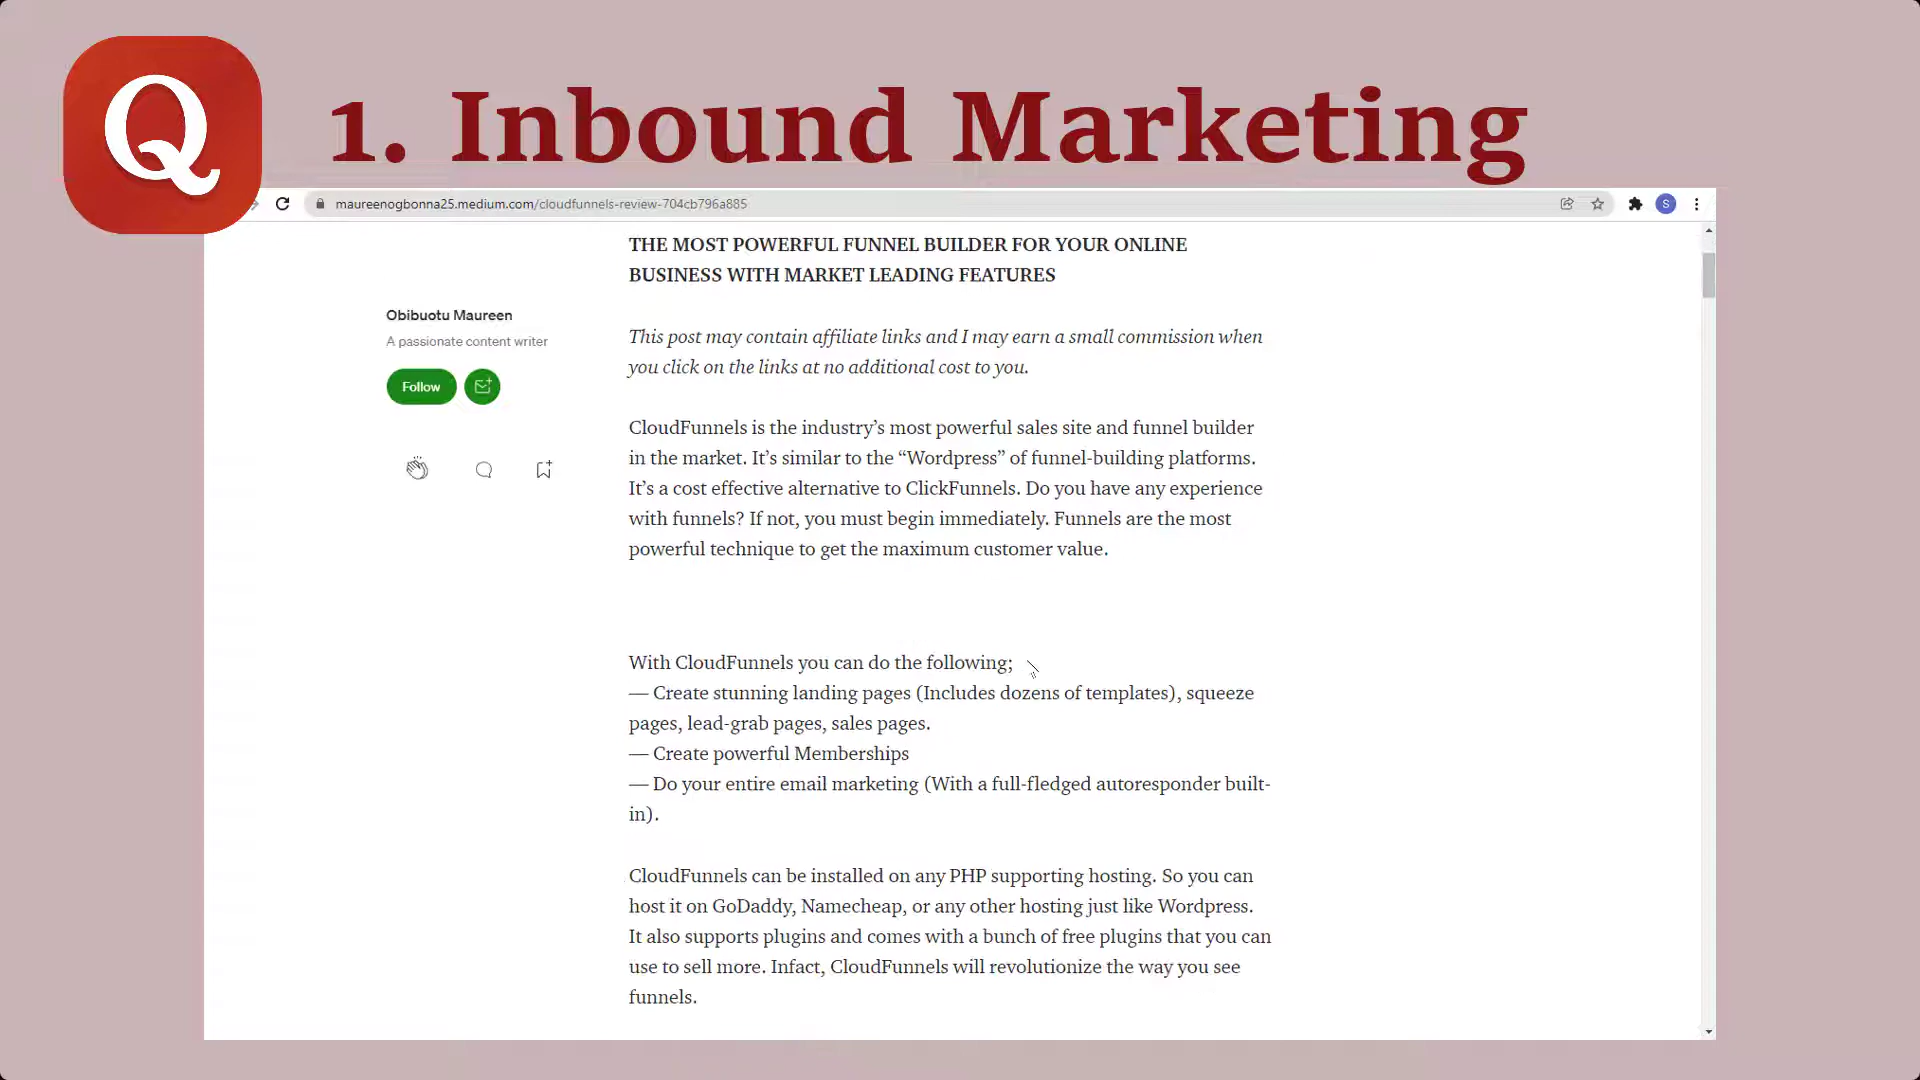 Q
1. Inbound Marketing
maureenogbonna25.medium.com/cloudfunnels-review-704cb796a885
S
THE MOST POWERFUL FUNNEL BUILDER FOR YOUR ONLINE
BUSINESS WITH MARKET LEADING FEATURES
Obibuotu Maureen
A passionate content writer
Follow
This post may contain affiliate links and I may earn a small commission when
you click on the links at no additional cost to you.
CloudFunnels is the industry’s most powerful sales site and funnel builder
in the market. It’s similar to the “Wordpress” of funnel-building platforms.
It’s a cost effective alternative to ClickFunnels. Do you have any experience
with funnels? If not, you must begin immediately. Funnels are the most
powerful technique to get the maximum customer value.
With CloudFunnels you can do the following;
— Create stunning landing pages (Includes dozens of templates), squeeze
pages, lead-grab pages, sales pages.
— Create powerful Memberships
— Do your entire email marketing (With a full-fledged autoresponder built-
in).
CloudFunnels can be installed on any PHP supporting hosting. So you can
host it on GoDaddy, Namecheap, or any other hosting just like Wordpress.
It also supports plugins and comes with a bunch of free plugins that you can
use to sell more. Infact, CloudFunnels will revolutionize the way you see
funnels.